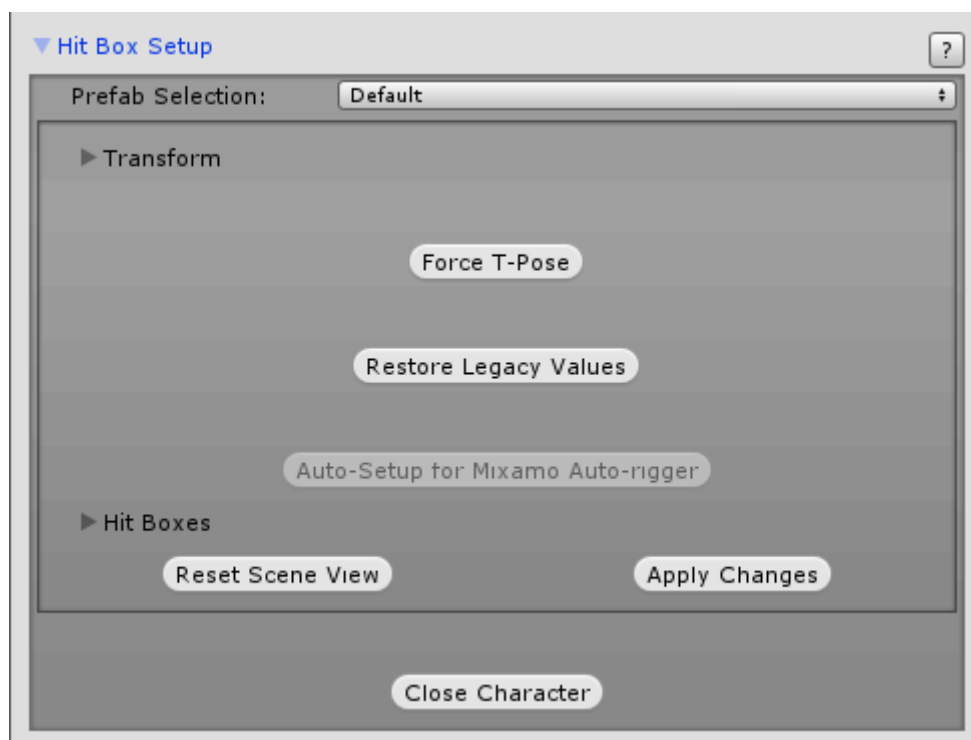 Hit Box Setup
?
Prefab Selection: Default
Transform
Force T-Pose
Restore Legacy Values
Auto-Setup for Mixamo Auto-rigger
Hit Boxes
Reset Scene View Apply Changes
Close Character